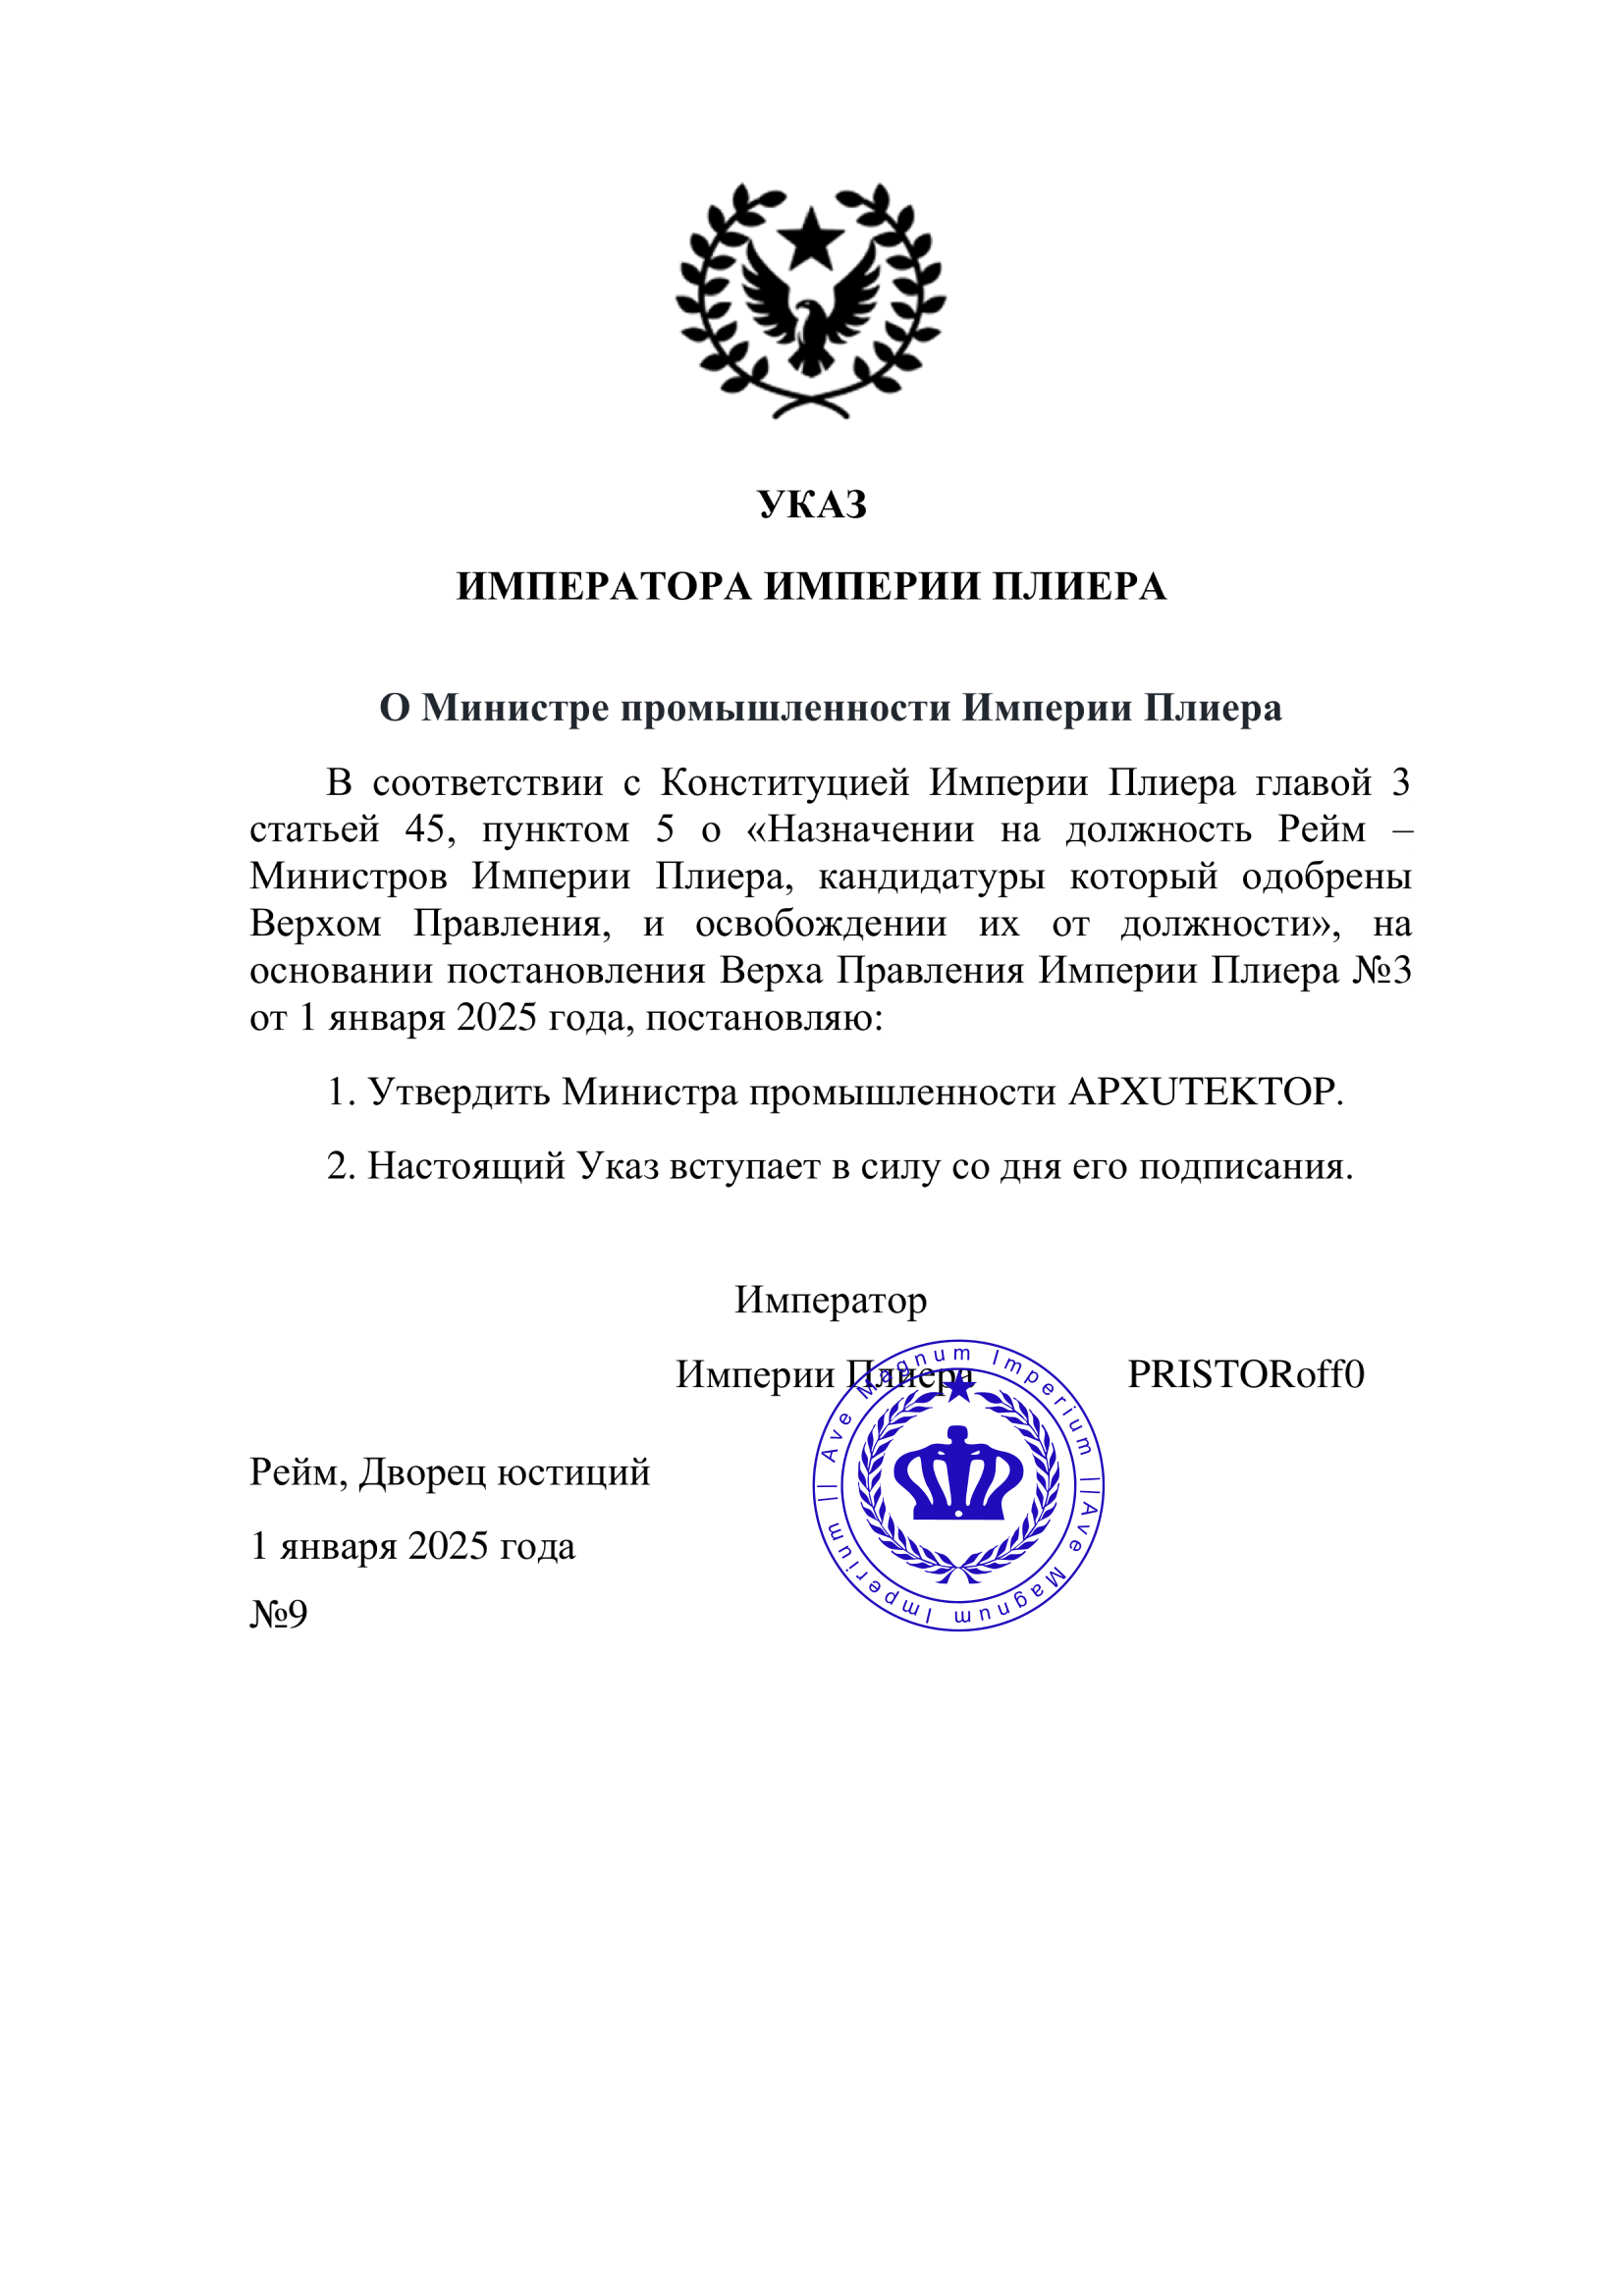 УКАЗ
ИМПЕРАТОРА ИМПЕРИИ ПЛИЕРА
О Министре промышленности Империи Плиера
В соответствии с Конституцией Империи Плиера главой 3
статьей 45, пунктом 5 о «Назначении на должность Рейм –
Министров Империи Плиера, кандидатуры который одобрены
Верхом Правления, и освобождении их от должности», на
основании постановления Верха Правления Империи Плиера №3
от 1 января 2025 года, постановляю:
1. Утвердить Министра промышленности APXUTEKTOP.
2. Настоящий Указ вступает в силу со дня его подписания.
Император
Империи Плиера PRISTORoff0
Ave Magnum Imperium || Ave Magnum Imperium ||
Рейм, Дворец юстиций
1 января 2025 года
№9